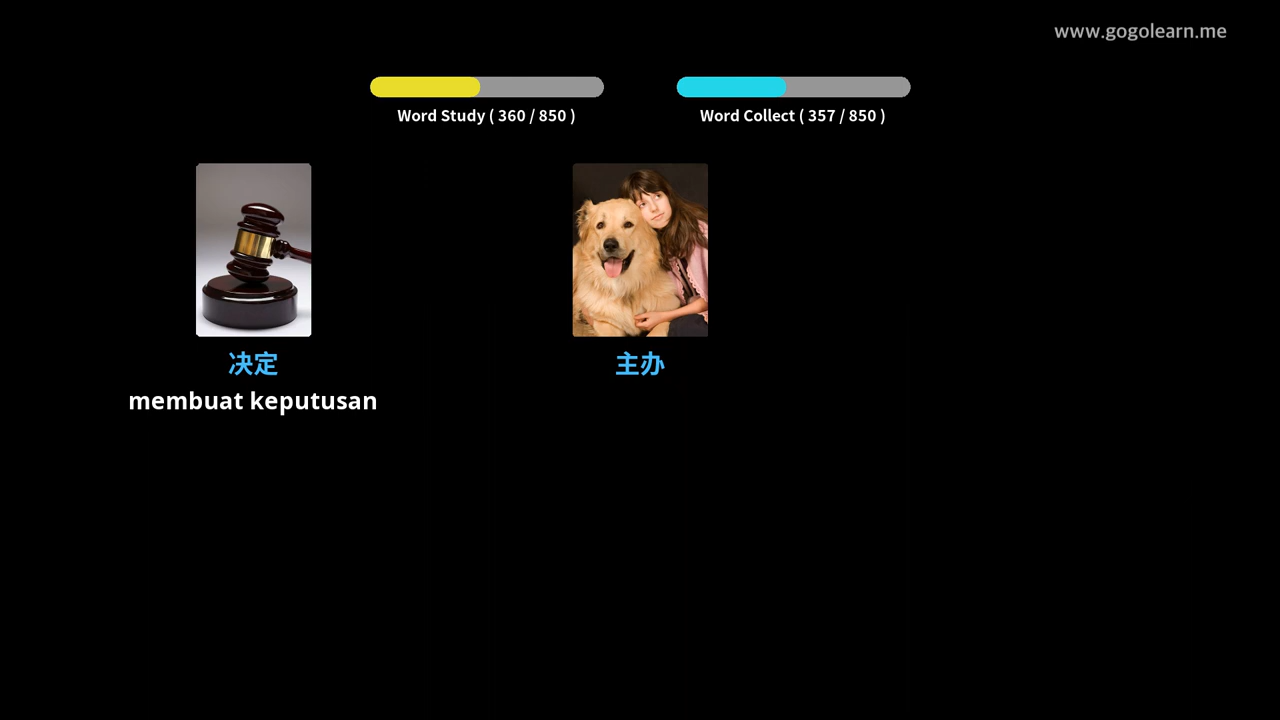 www.gogolearn.me
Word Study ( 360 / 850 )
Word Collect ( 357 / 850 )
决定
membuat keputusan
主办